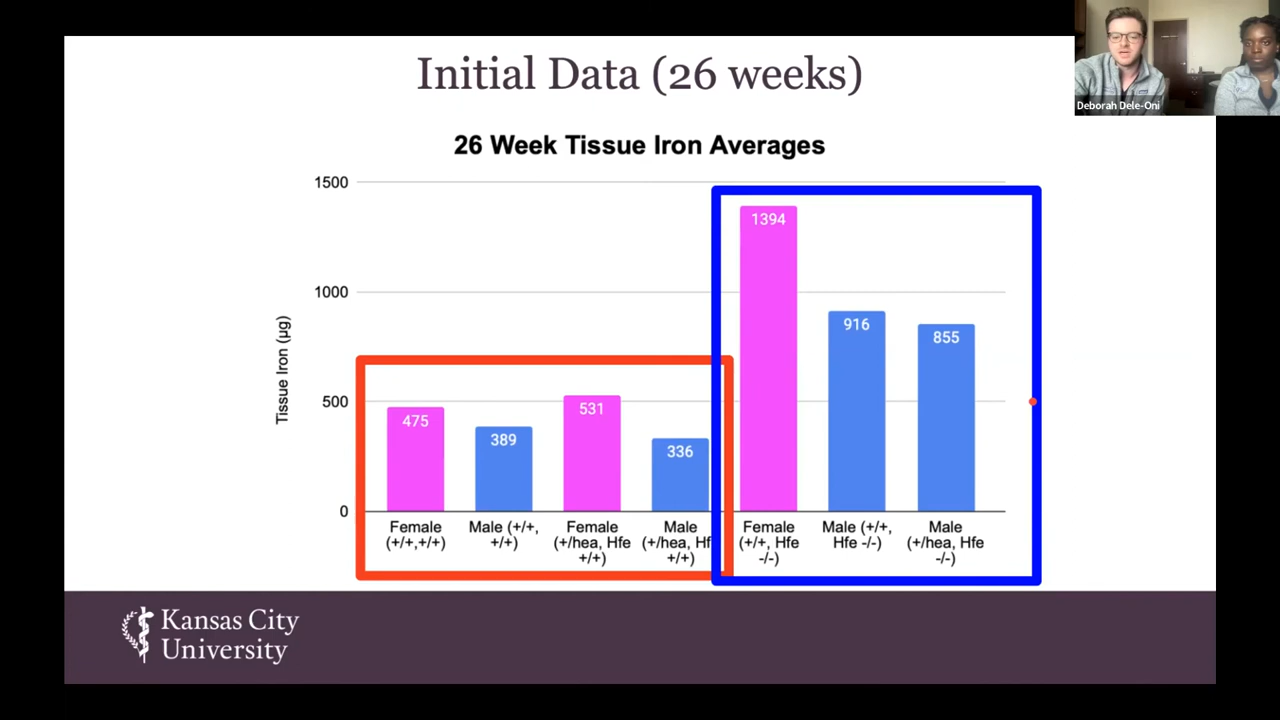 Initial Data (26 weeks)
Deborah Dele-Oni
26 Week Tissue Iron Averages
Tissue Iron (µg)
1500
1000
500
0
475
389
531
336
1394
916
855
Female
(+/+,+/+)
Male (+/+,
+/+)
Female
(+/hea, Hfe
+/+)
Male
(+/hea, Hf
+/+)
Female
(+/+, Hfe
-/-)
Male (+/+,
Hfe -/-)
Male
(+/hea, Hfe
-/-)
Kansas City
University